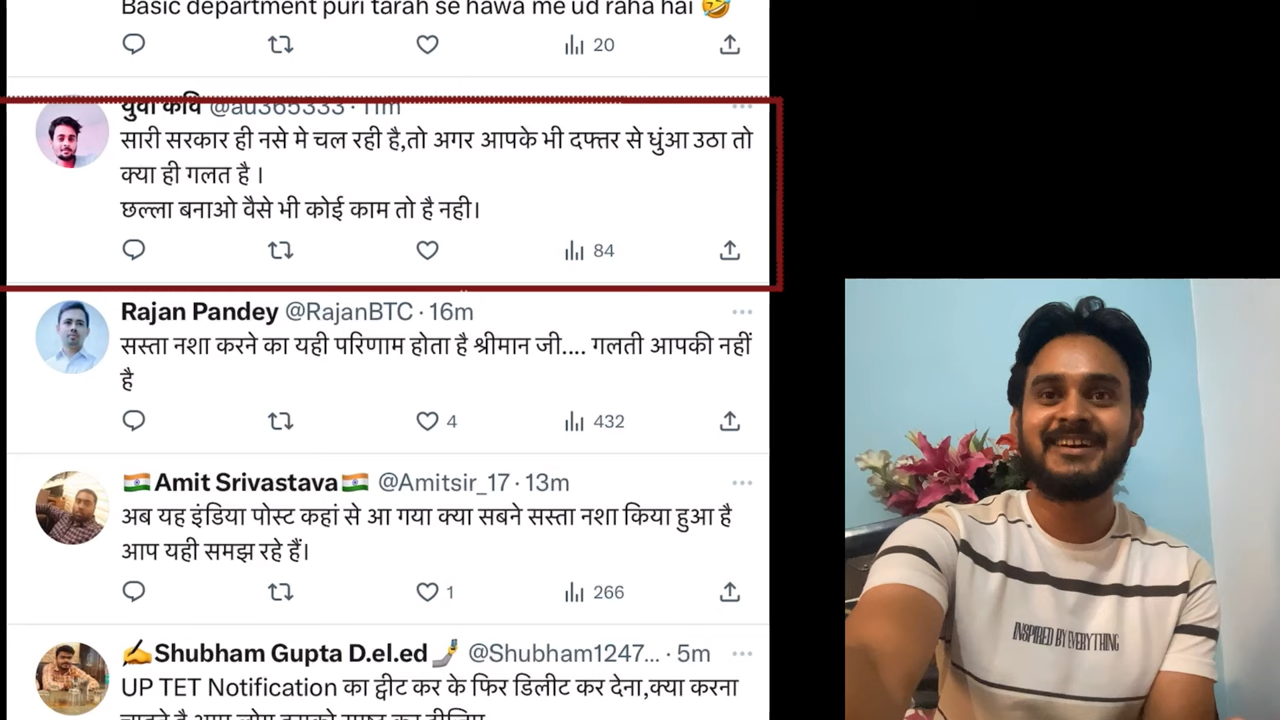 Basic department puri tarah se hawa me ud raha hai 🤣
20
युवा कवि @au365333 · 11m
सारी सरकार ही नसे मे चल रही है,तो अगर आपके भी दफ्तर से धुंआ उठा तो
क्या ही गलत है ।
छल्ला बनाओ वैसे भी कोई काम तो है नही।
84
Rajan Pandey @RajanBTC · 16m
सस्ता नशा करने का यही परिणाम होता है श्रीमान जी.... गलती आपकी नहीं
है
4 432
🇮🇳Amit Srivastava🇮🇳 @Amitsir_17 · 13m
अब यह इंडिया पोस्ट कहां से आ गया क्या सबने सस्ता नशा किया हुआ है
आप यही समझ रहे हैं।
1 266
✍️Shubham Gupta D.el.ed🤳 @Shubham1247... · 5m
UP TET Notification का ट्वीट कर के फिर डिलीट कर देना,क्या करना
INSPIRED BY EVERYTHING